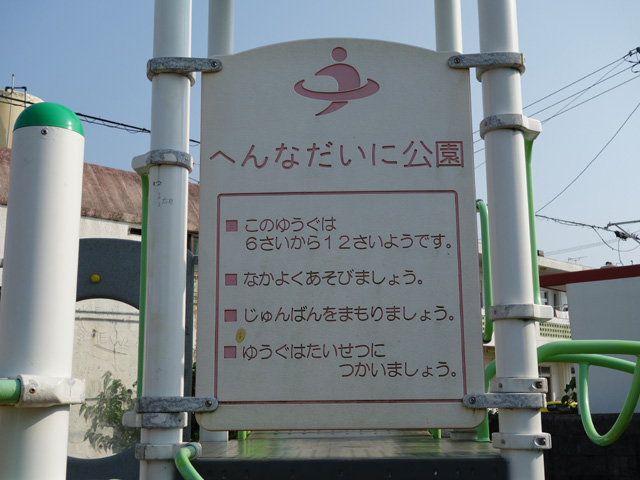 へんなだいに公園
このゆうぐは
6さいから12さいようです。
なかよくあそびましょう。
じゅんばんをまもりましょう。
ゆうぐはたいせつに
つかいましょう。